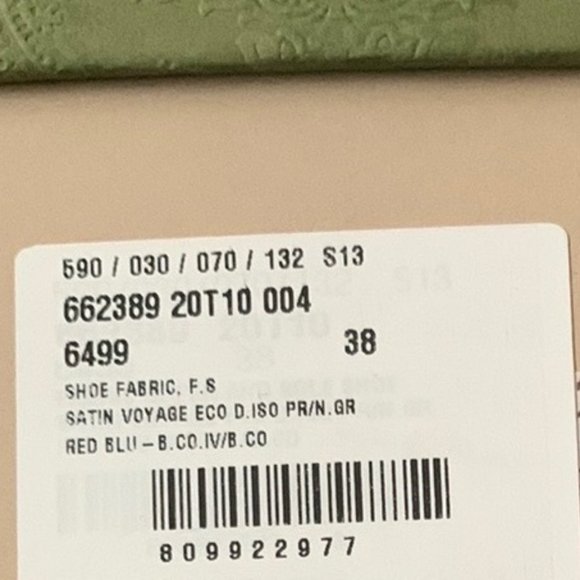 590 / 030 / 070 / 132 S13
662389 20T10 004
6499 38
SHOE FABRIC, F.S
SATIN VOYAGE ECO D.ISO PR/N.GR
RED BLU – B.CO.IV/B.CO
809922977